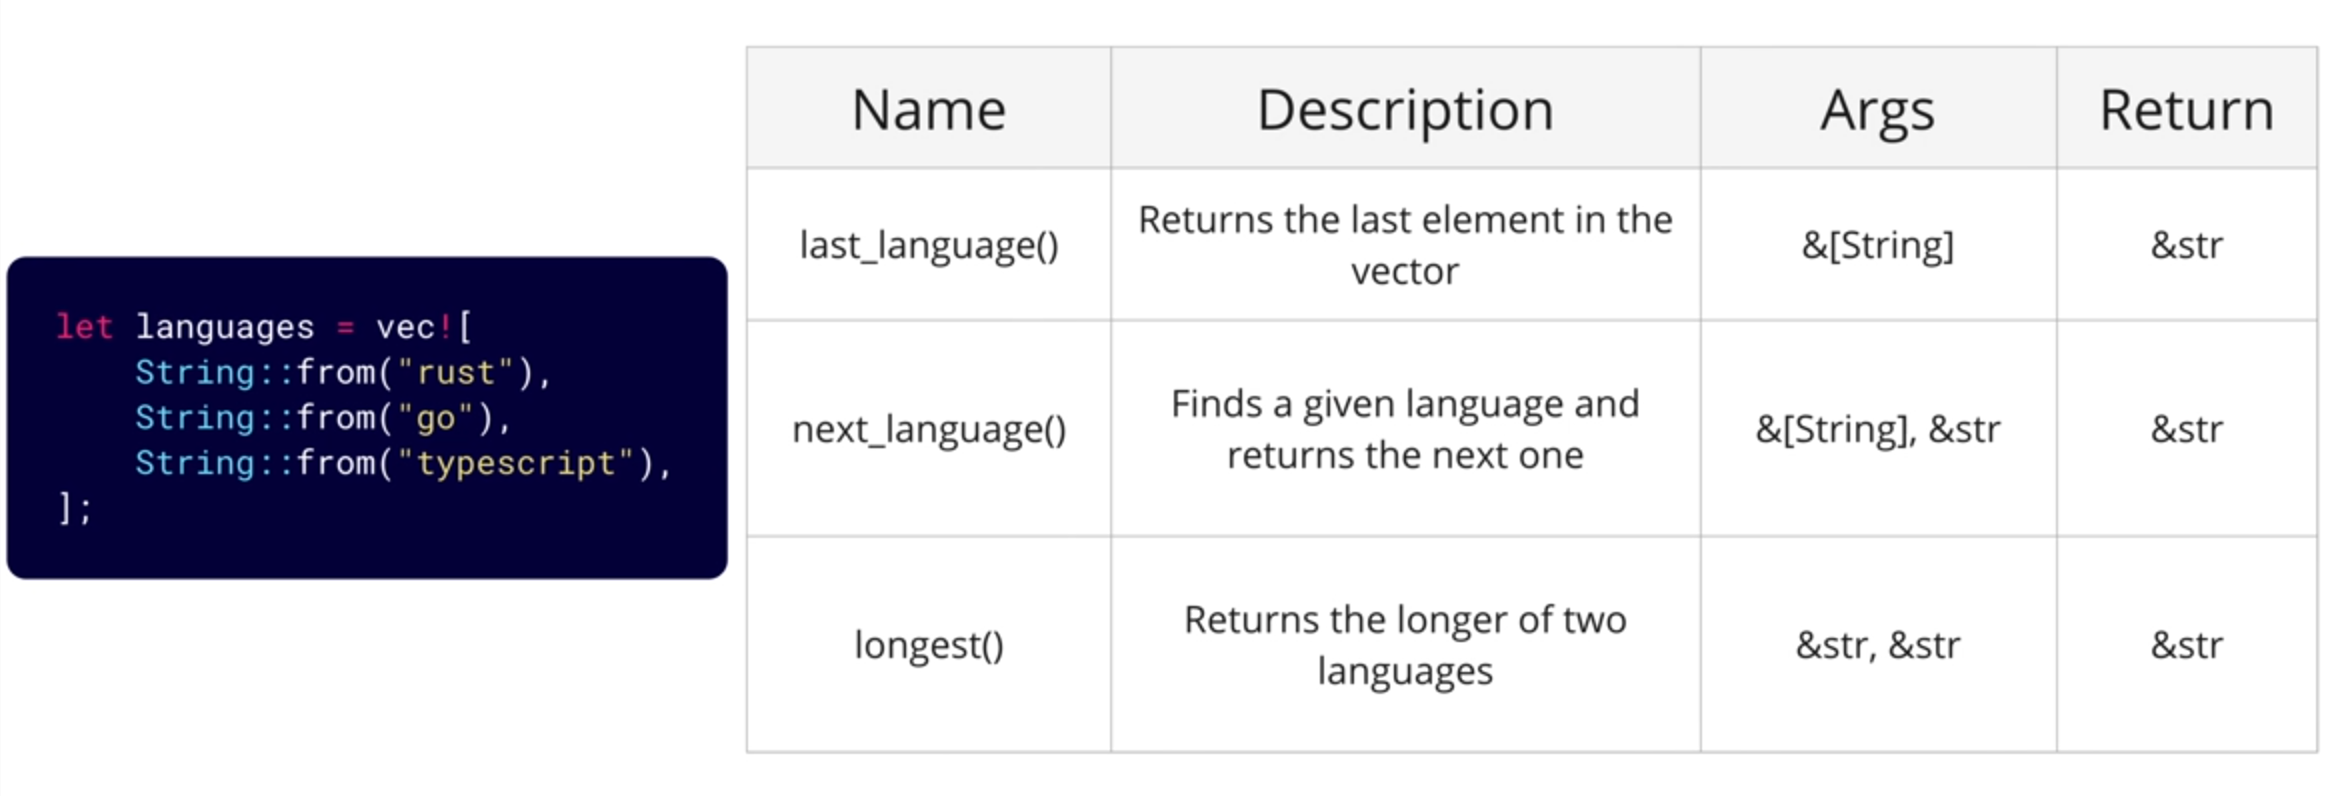 let languages = vec![
    String::from("rust"),
    String::from("go"),
    String::from("typescript"),
];
Name Description Args Return
last_language() Returns the last element in the vector &[String] &str
next_language() Finds a given language and returns the next one &[String], &str &str
longest() Returns the longer of two languages &str, &str &str